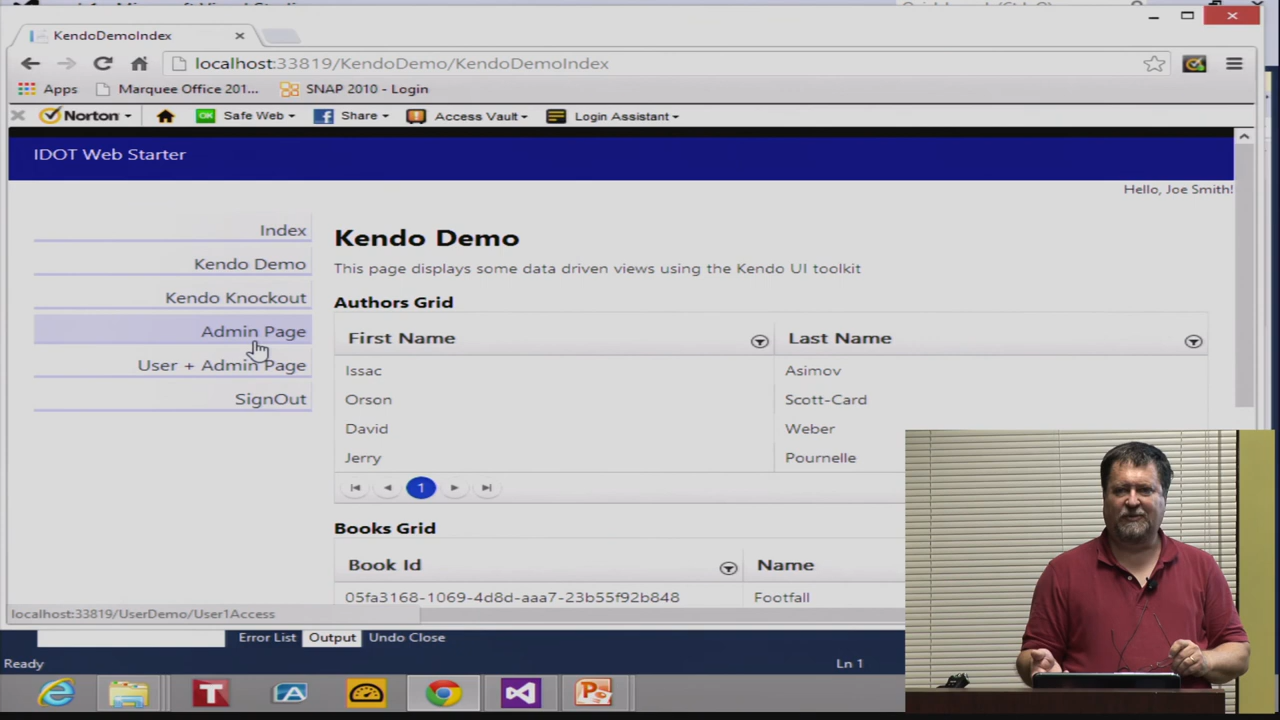 KendoDemoIndex
localhost:33819/KendoDemo/KendoDemoIndex
Apps Marquee Office 201... SNAP 2010 - Login
Norton OK Safe Web f Share Access Vault Login Assistant
IDOT Web Starter
Hello, Joe Smith!
Index
Kendo Demo
Kendo Knockout
Admin Page
User + Admin Page
SignOut
Kendo Demo
This page displays some data driven views using the Kendo UI toolkit
Authors Grid
First Name Last Name
Issac Asimov
Orson Scott-Card
David Weber
Jerry Pournelle
1
Books Grid
Book Id Name
05fa3168-1069-4d8d-aaa7-23b55f92b848 Footfall
localhost:33819/UserDemo/User1Access
Error List Output Undo Close
Ready Ln 1